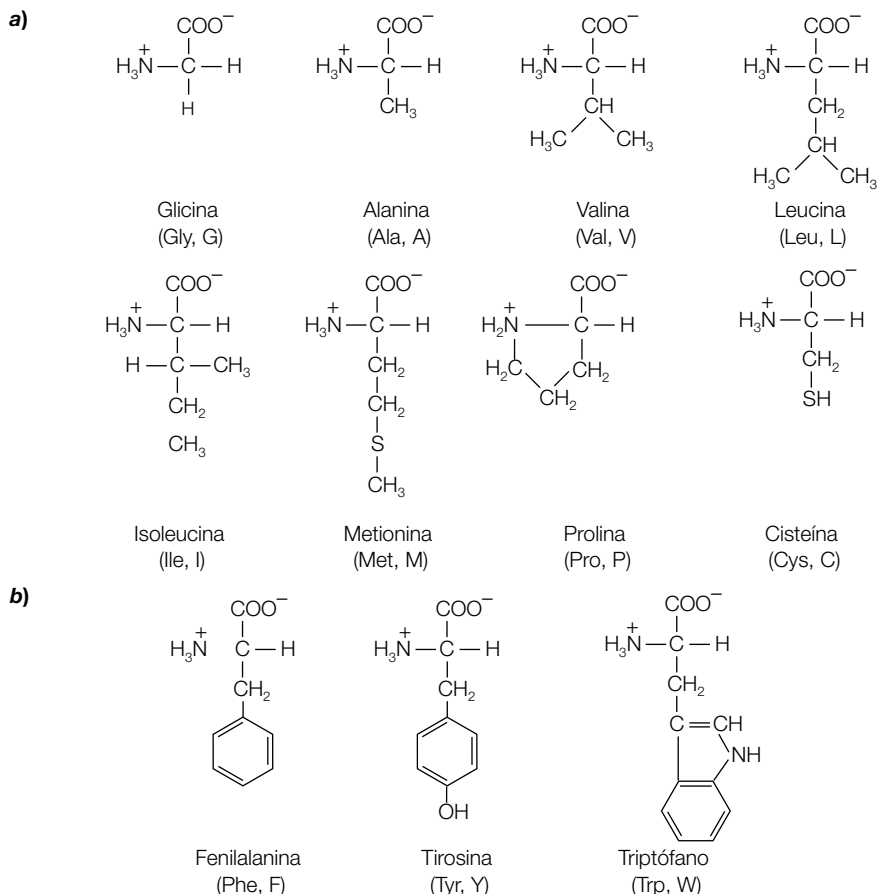 a)
COO⁻
H₃N⁺—C—H
H
Glicina
(Gly, G)
COO⁻
H₃N⁺—C—H
CH₃
Alanina
(Ala, A)
COO⁻
H₃N⁺—C—H
CH
H₃C CH₃
Valina
(Val, V)
COO⁻
H₃N⁺—C—H
CH₂
CH
H₃C CH₃
Leucina
(Leu, L)
COO⁻
H₃N⁺—C—H
H—C—CH₃
CH₂
CH₃
Isoleucina
(Ile, I)
COO⁻
H₃N⁺—C—H
CH₂
CH₂
S
CH₃
Metionina
(Met, M)
COO⁻
H₂N⁺—C—H
H₂C CH₂
CH₂
Prolina
(Pro, P)
COO⁻
H₃N⁺—C—H
CH₂
SH
Cisteína
(Cys, C)
b)
COO⁻
H₃N⁺ C—H
CH₂
Fenilalanina
(Phe, F)
COO⁻
H₃N⁺—C—H
CH₂
OH
Tirosina
(Tyr, Y)
COO⁻
H₃N⁺—C—H
CH₂
C=CH
NH
Triptófano
(Trp, W)